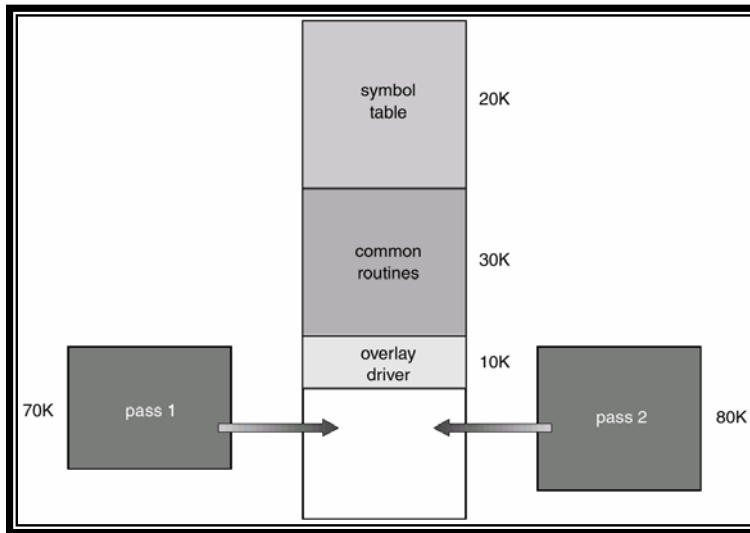 symbol
table
20K
common
routines
30K
overlay
driver
10K
70K
pass 1
pass 2
80K